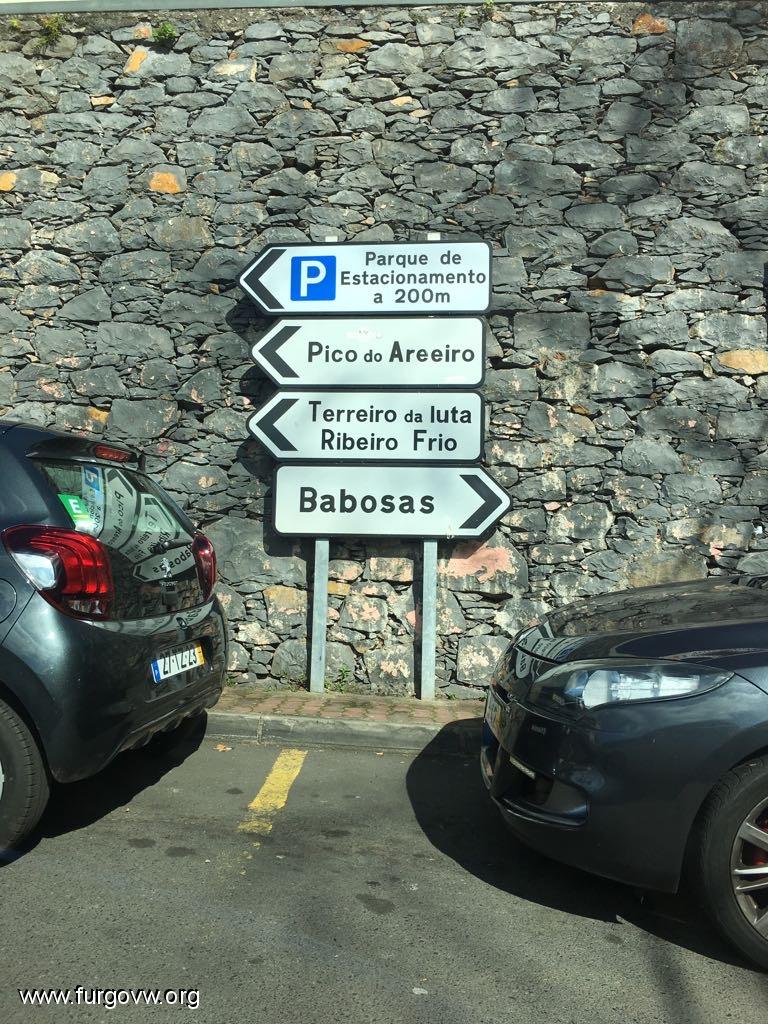 P
Parque de
Estacionamento
a 200m
Pico do Areeiro
Terreiro da luta
Ribeiro Frio
Babosas
E
www.furgovw.org